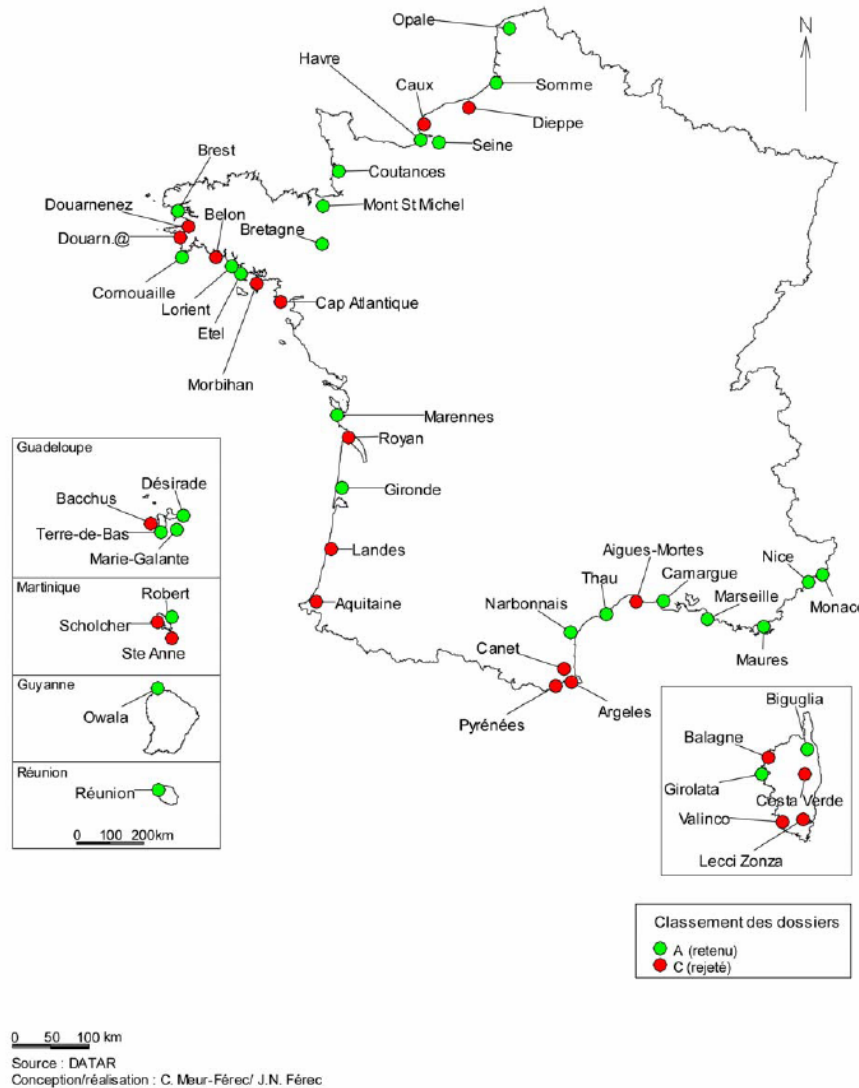 Opale
Havre
Caux
Somme
Dieppe
Seine
Brest
Coutances
Douarnenez
Belon
Mont St Michel
Douarn.@
Bretagne
Cornouaille
Lorient
Etel
Cap Atlantique
Morbihan
Marennes
Royan
Gironde
Landes
Aquitaine
Aigues-Mortes
Nice
Thau
Camargue
Narbonnais
Marseille
Monaco
Canet
Maures
Pyrénées
Argeles
Guadeloupe
Désirade
Bacchus
Terre-de-Bas
Marie-Galante
Martinique
Robert
Scholcher
Ste Anne
Guyanne
Owala
Réunion
Réunion
0 100 200km
Biguglia
Balagne
Girolata
Costa Verde
Valinco
Lecci Zonza
N
Classement des dossiers
A (retenu)
C (rejeté)
0 50 100 km
Source : DATAR
Conception/réalisation : C. Meur-Férec/ J.N. Férec